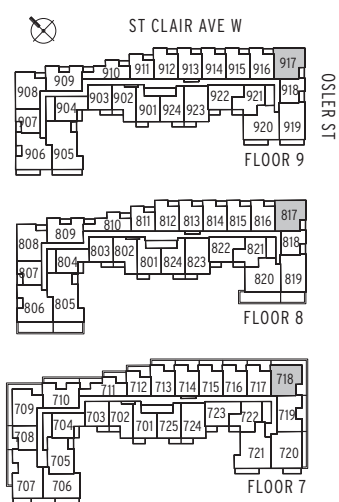 ST CLAIR AVE W
OSLER ST
909 910 911 912 913 914 915 916 917
908 904 903 902 922 921 918
907 901 924 923
906 905 920 919
FLOOR 9
809 810 811 812 813 814 815 816 817
808 804 803 802 822 821 818
807 801 824 823
806 805 820 819
FLOOR 8
709 710 711 712 713 714 715 716 717 718
708 704 703 702 723 722 719
705 701 725 724
707 706 721 720
FLOOR 7